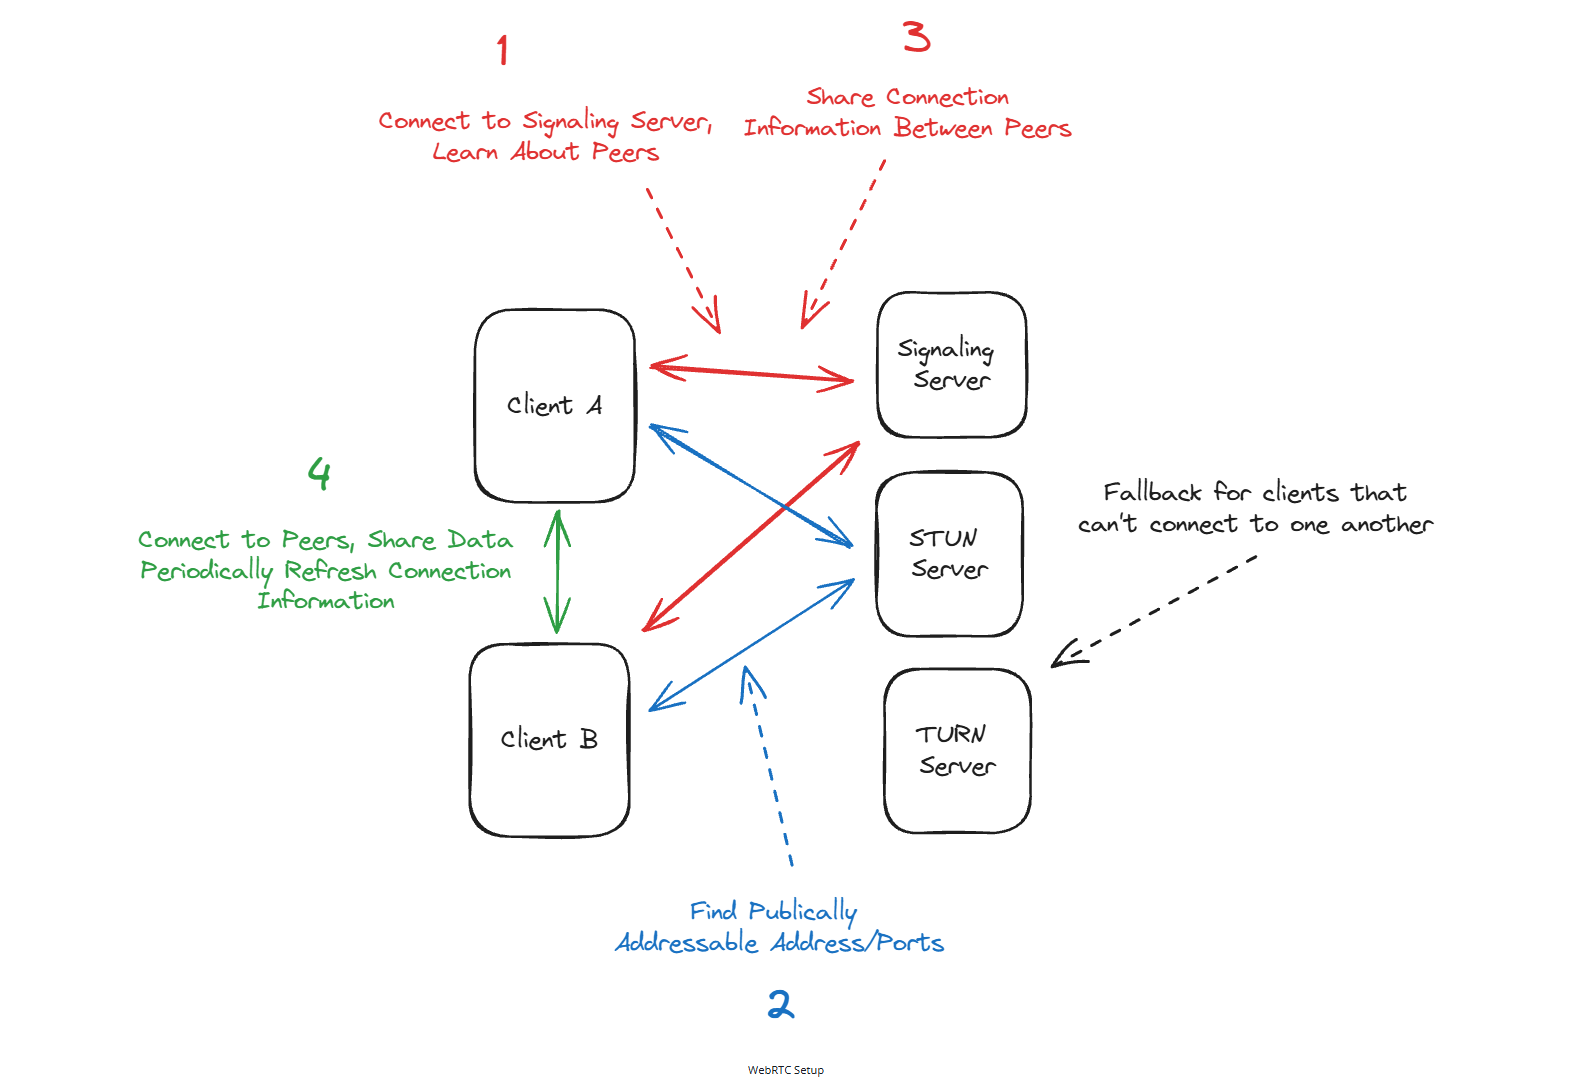 1
Connect to Signaling Server,
Learn About Peers
3
Share Connection
Information Between Peers
Client A
Signaling
Server
4
Connect to Peers, Share Data
Periodically Refresh Connection
Information
STUN
Server
Fallback for clients that
can't connect to one another
Client B
TURN
Server
Find Publically
Addressable Address/Ports
2
WebRTC Setup